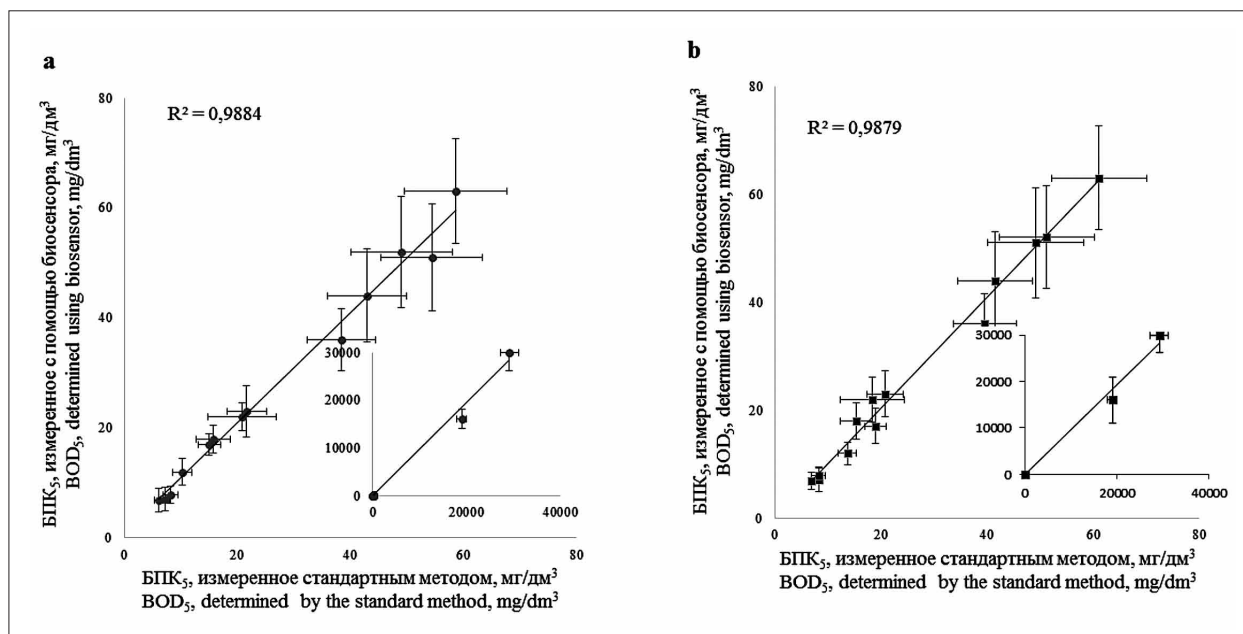 a
80
R² = 0,9884
60
40
20
0
0
20
40
60
80
БПК₅, измеренное с помощью биосенсора, мг/дм³
BOD₅, determined using biosensor, mg/dm³
30000
20000
10000
0
0
20000
40000
БПК₅, измеренное стандартным методом, мг/дм³
BOD₅, determined by the standard method, mg/dm³
b
80
R² = 0,9879
60
40
20
0
0
20
40
60
80
БПК₅, измеренное с помощью биосенсора, мг/дм³
BOD₅, determined using biosensor, mg/dm³
30000
20000
10000
0
0
20000
40000
БПК₅, измеренное стандартным методом, мг/дм³
BOD₅, determined by the standard method, mg/dm³